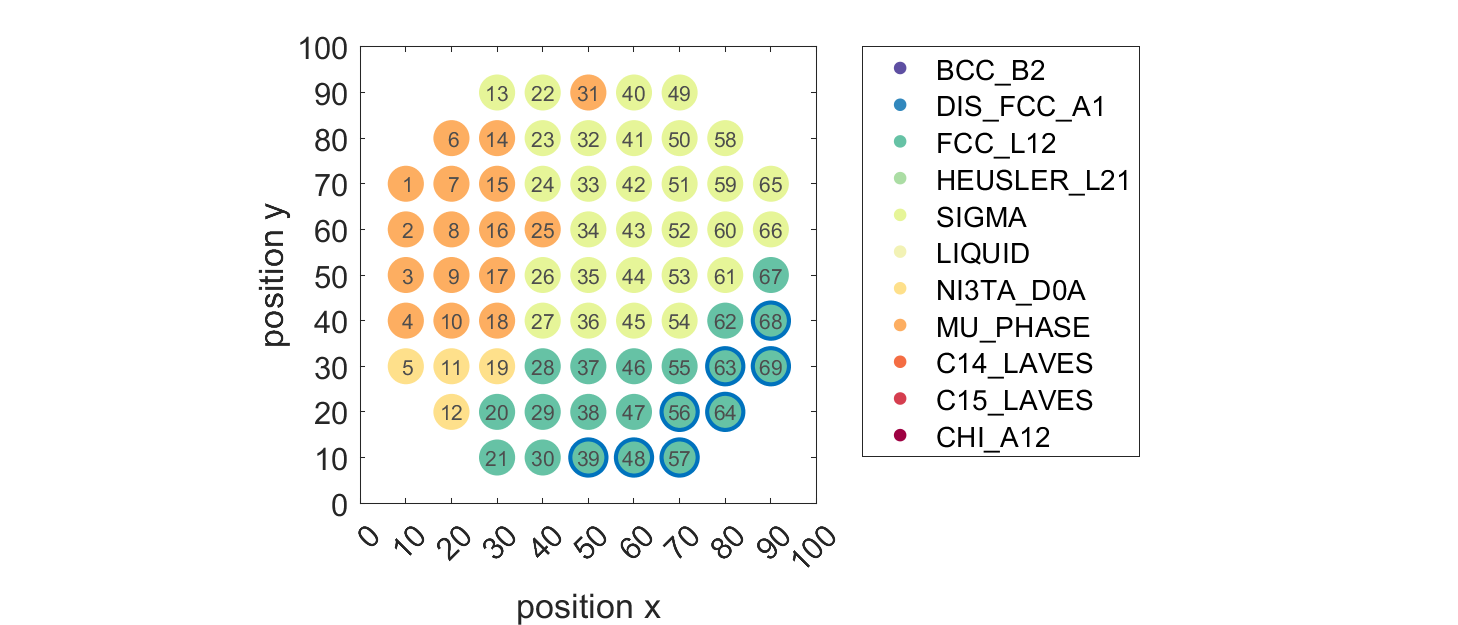 100
90
80
70
60
50
40
30
20
10
0
position y
13 22 31 40 49
6 14 23 32 41 50 58
1 7 15 24 33 42 51 59 65
2 8 16 25 34 43 52 60 66
3 9 17 26 35 44 53 61 67
4 10 18 27 36 45 54 62 68
5 11 19 28 37 46 55 63 69
12 20 29 38 47 56 64
21 30 39 48 57
0 10 20 30 40 50 60 70 80 90 100
position x
BCC_B2
DIS_FCC_A1
FCC_L12
HEUSLER_L21
SIGMA
LIQUID
NI3TA_D0A
MU_PHASE
C14_LAVES
C15_LAVES
CHI_A12